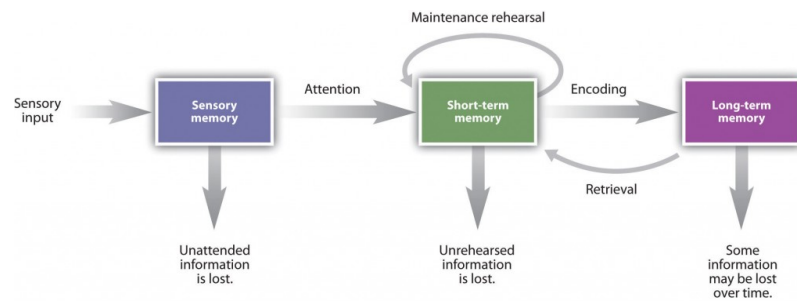 Maintenance rehearsal
Sensory
input
Sensory
memory
Attention
Short-term
memory
Encoding
Long-term
memory
Retrieval
Unattended
information
is lost.
Unrehearsed
information
is lost.
Some
information
may be lost
over time.